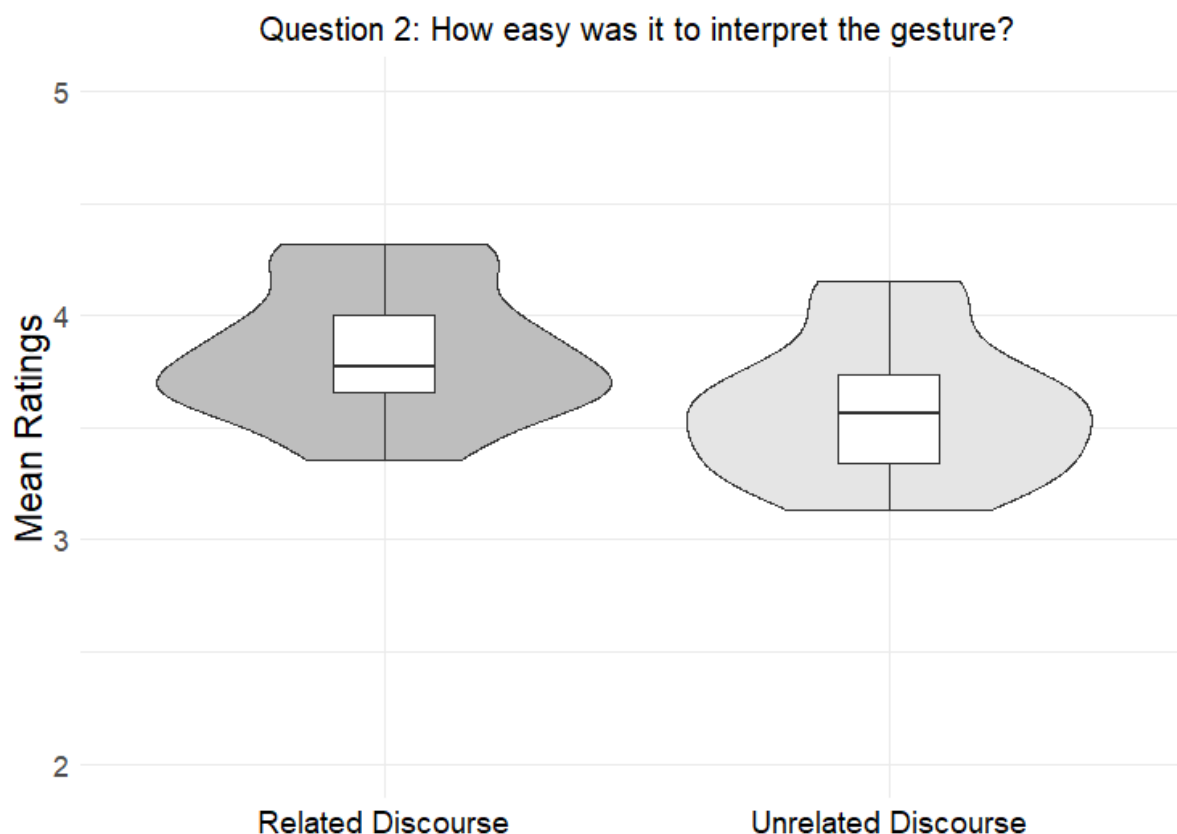 Question 2: How easy was it to interpret the gesture?
5
4
3
2
Mean Ratings
Related Discourse
Unrelated Discourse